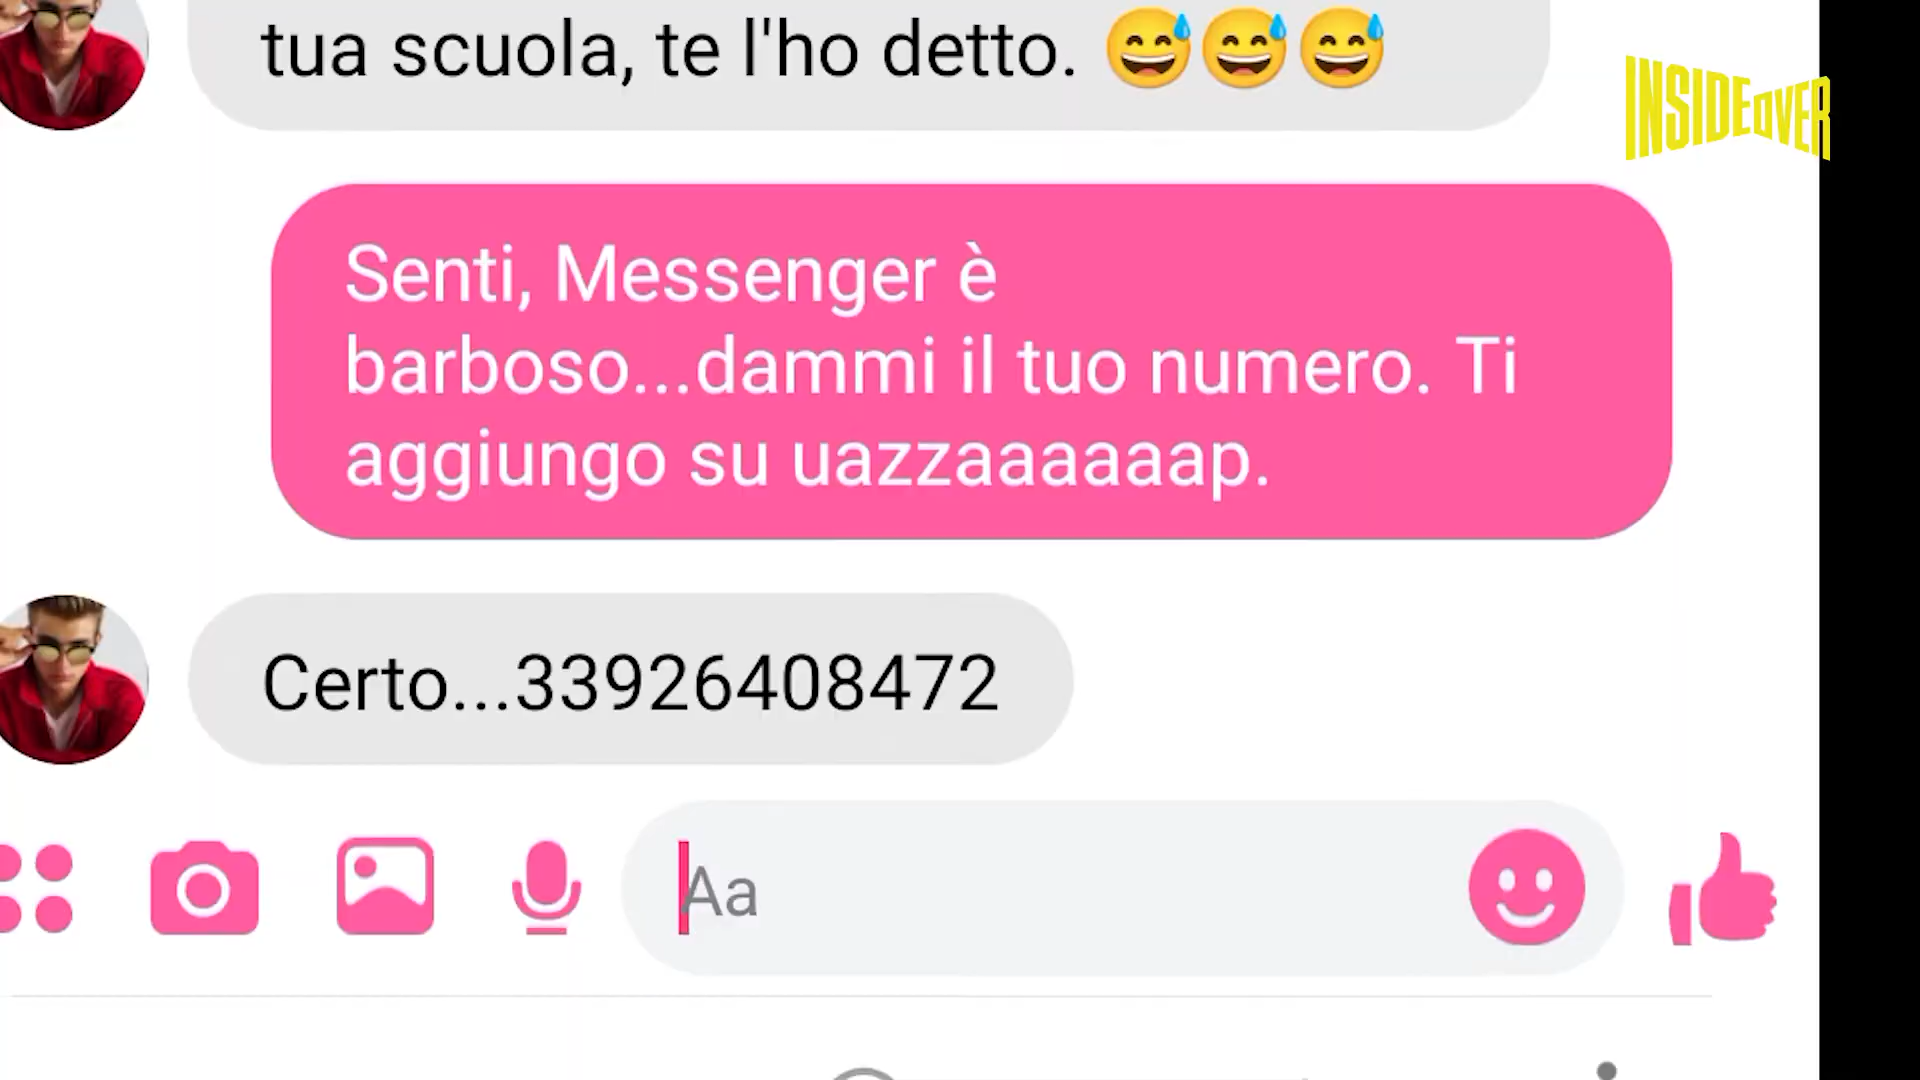 tua scuola, te l'ho detto. 😅😅😅
INSIDEOVER
Senti, Messenger è
barboso...dammi il tuo numero. Ti
aggiungo su uazzaaaaaap.
Certo...33926408472
Aa